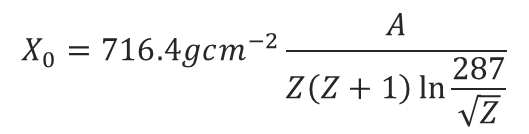 X₀ = 716.4gcm⁻² A / (Z(Z + 1) ln (287 / √Z))